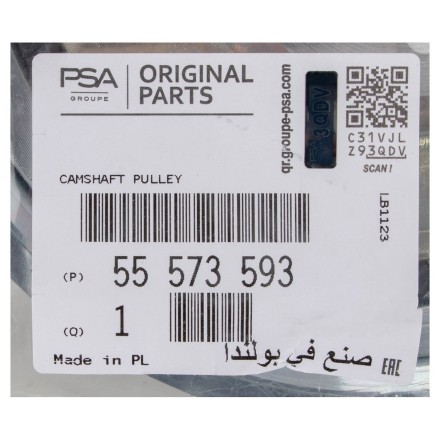 PSA
GROUPE
ORIGINAL
PARTS
qr.groupe-psa.com
3QDV
C31VJL
Z93QDV
SCAN!
CAMSHAFT PULLEY
LB1123
(P) 55 573 593
(Q) 1
Made in PL
صنع في بولندا
EAC